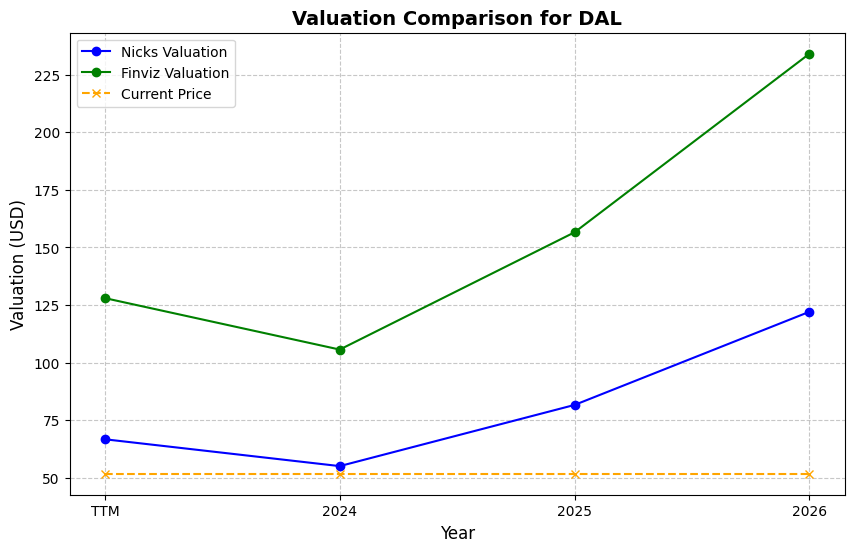 Valuation Comparison for DAL
Nicks Valuation
Finviz Valuation
Current Price
Valuation (USD)
225
200
175
150
125
100
75
50
TTM 2024 2025 2026
Year